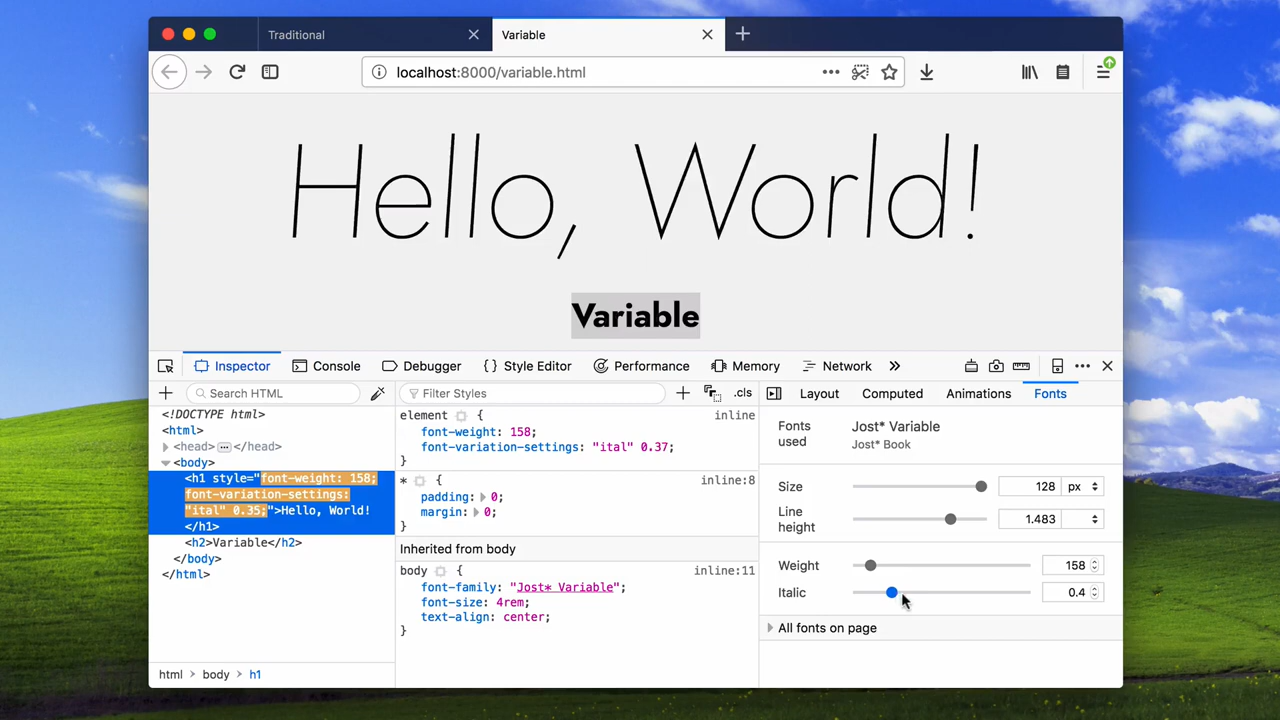 Traditional
Variable
localhost:8000/variable.html
Hello, World!
Variable
Inspector
Console
Debugger
Style Editor
Performance
Memory
Network
Search HTML
<!DOCTYPE html>
<html>
<head>
</head>
<body>
<h1 style="font-weight: 158;
font-variation-settings:
"ital" 0.35;">Hello, World!
</h1>
<h2>Variable</h2>
</body>
</html>
html > body > h1
Filter Styles
.cls
element {
inline
font-weight: 158;
font-variation-settings: "ital" 0.37;
}
* {
inline:8
padding: 0;
margin: 0;
}
Inherited from body
body {
inline:11
font-family: "Jost* Variable";
font-size: 4rem;
text-align: center;
}
Layout
Computed
Animations
Fonts
Fonts
used
Jost* Variable
Jost* Book
Size
128
px
Line
height
1.483
Weight
158
Italic
0.4
All fonts on page